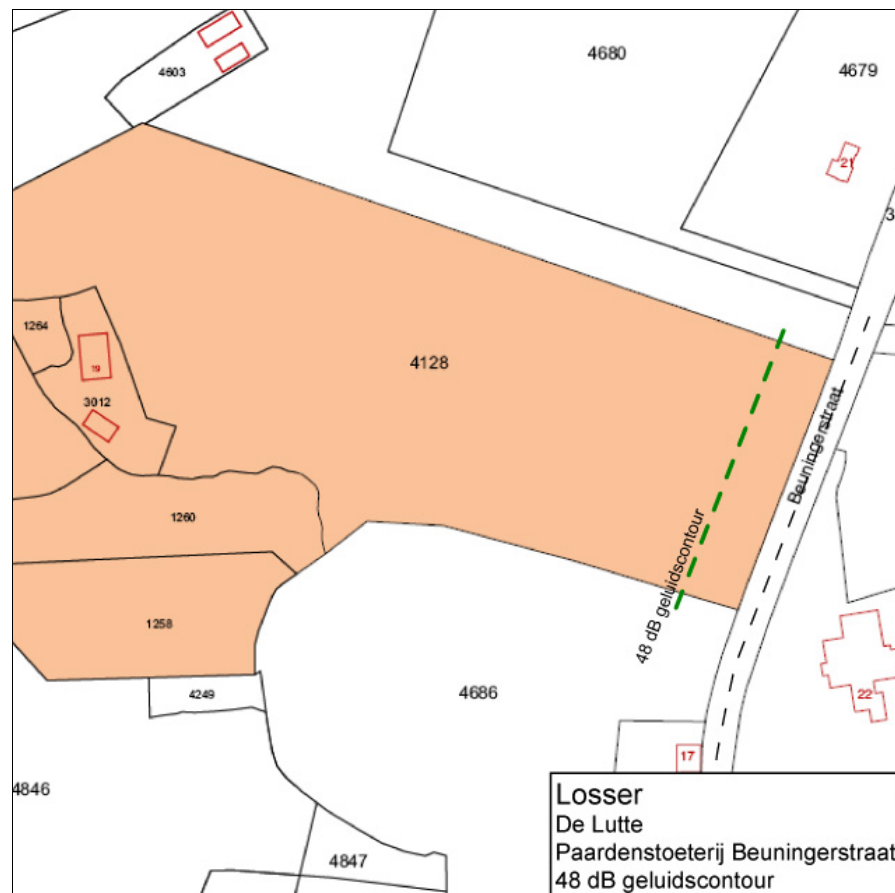 4603
4680
4679
21
3
1264
19
3012
4128
Beuningerstraat
48 dB geluidscontour
1260
1258
4249
4686
22
17
4846
4847
Losser
De Lutte
Paardenstoeterij Beuningerstraat
48 dB geluidscontour